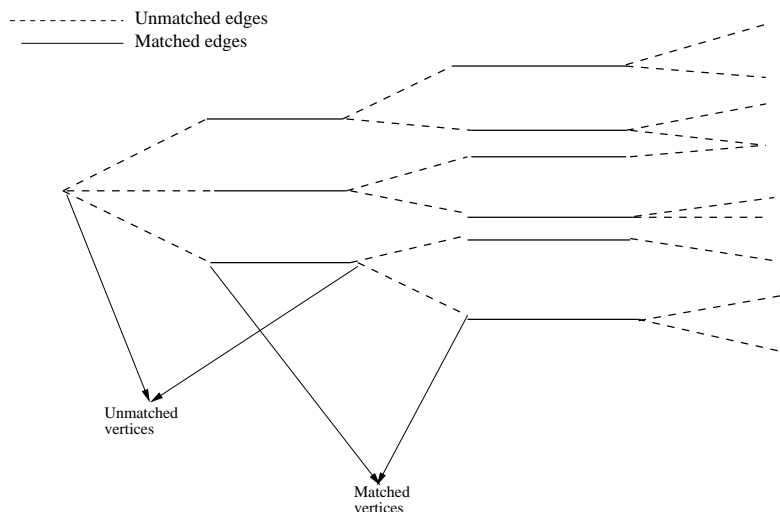 Unmatched edges
Matched edges
Unmatched
vertices
Matched
vertices